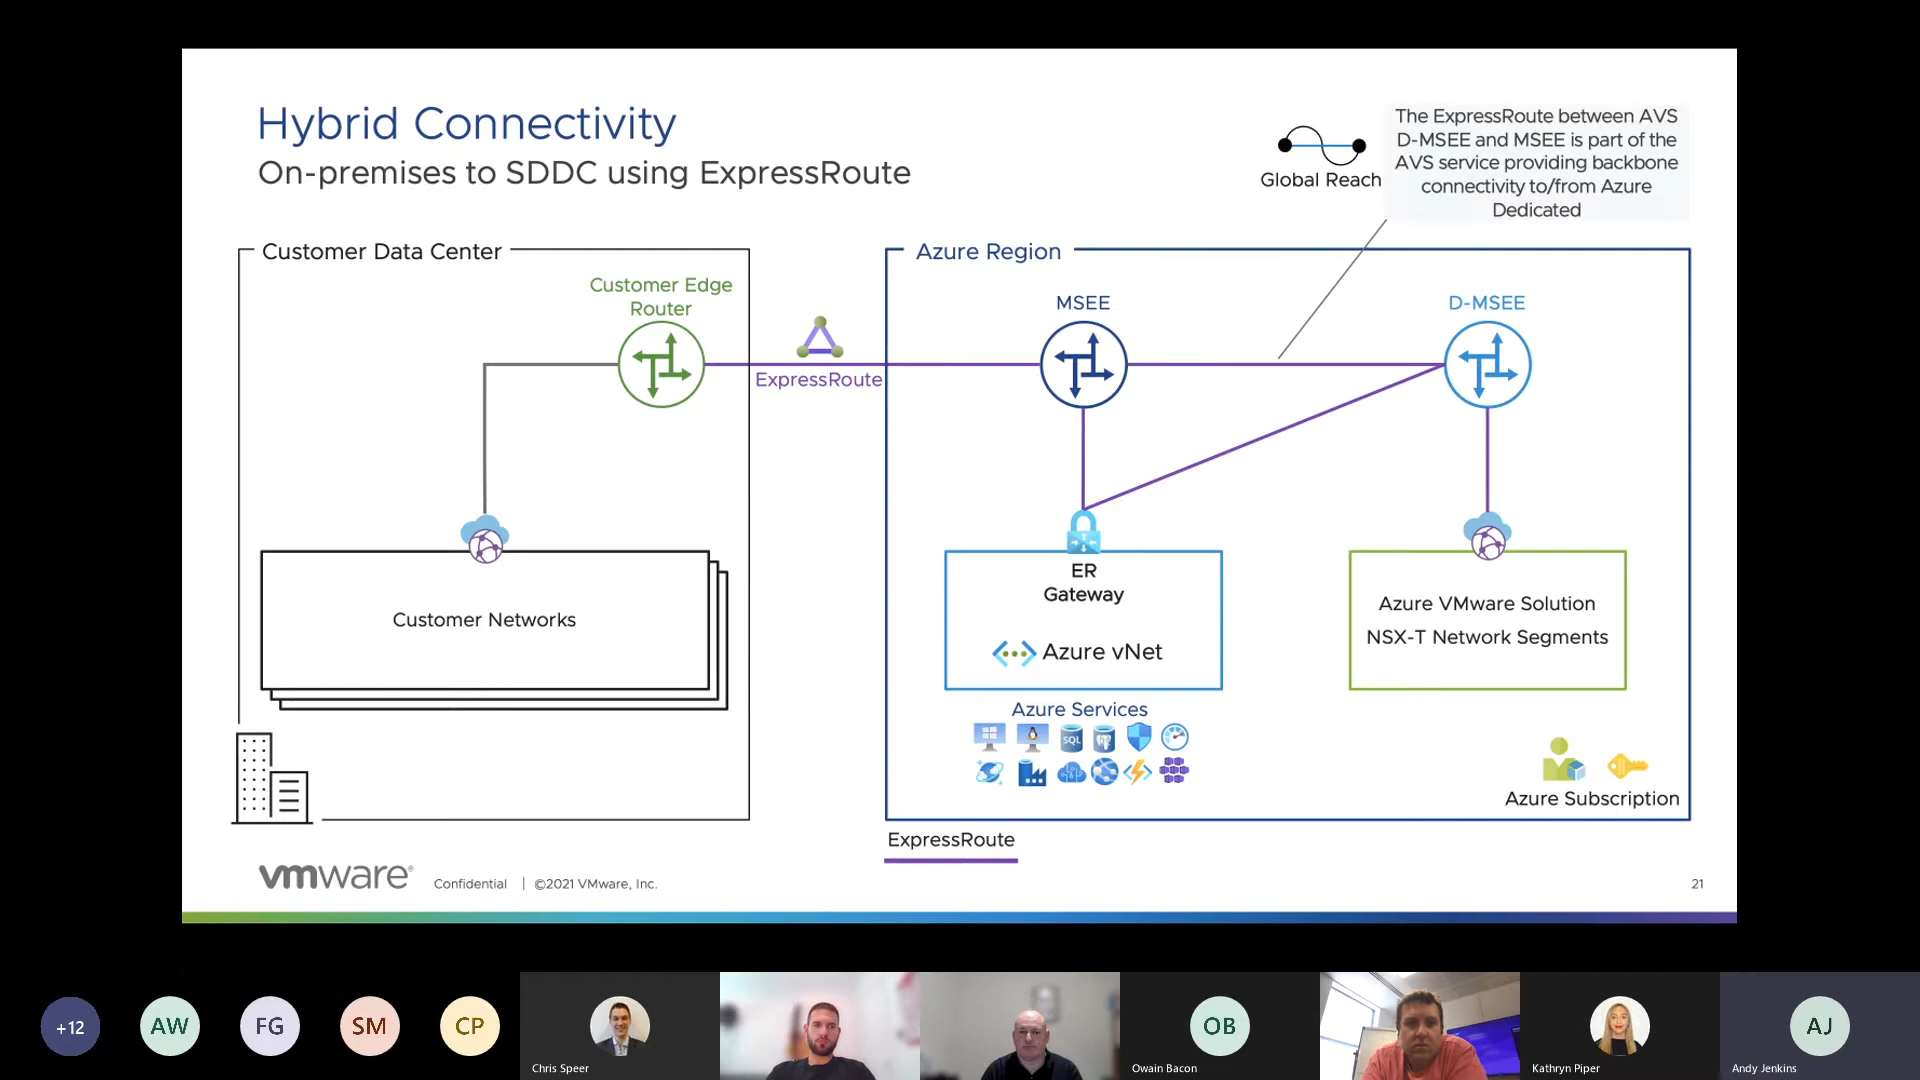 Hybrid Connectivity
On-premises to SDDC using ExpressRoute
Global Reach
The ExpressRoute between AVS
D-MSEE and MSEE is part of the
AVS service providing backbone
connectivity to/from Azure
Dedicated
Customer Data Center
Customer Edge
Router
ExpressRoute
Azure Region
MSEE
D-MSEE
Customer Networks
ER
Gateway
Azure vNet
Azure VMware Solution
NSX-T Network Segments
Azure Services
SQL
Azure Subscription
ExpressRoute
vmware®
Confidential | ©2021 VMware, Inc.
21
+12
AW
FG
SM
CP
Chris Speer
OB
Owain Bacon
Kathryn Piper
AJ
Andy Jenkins